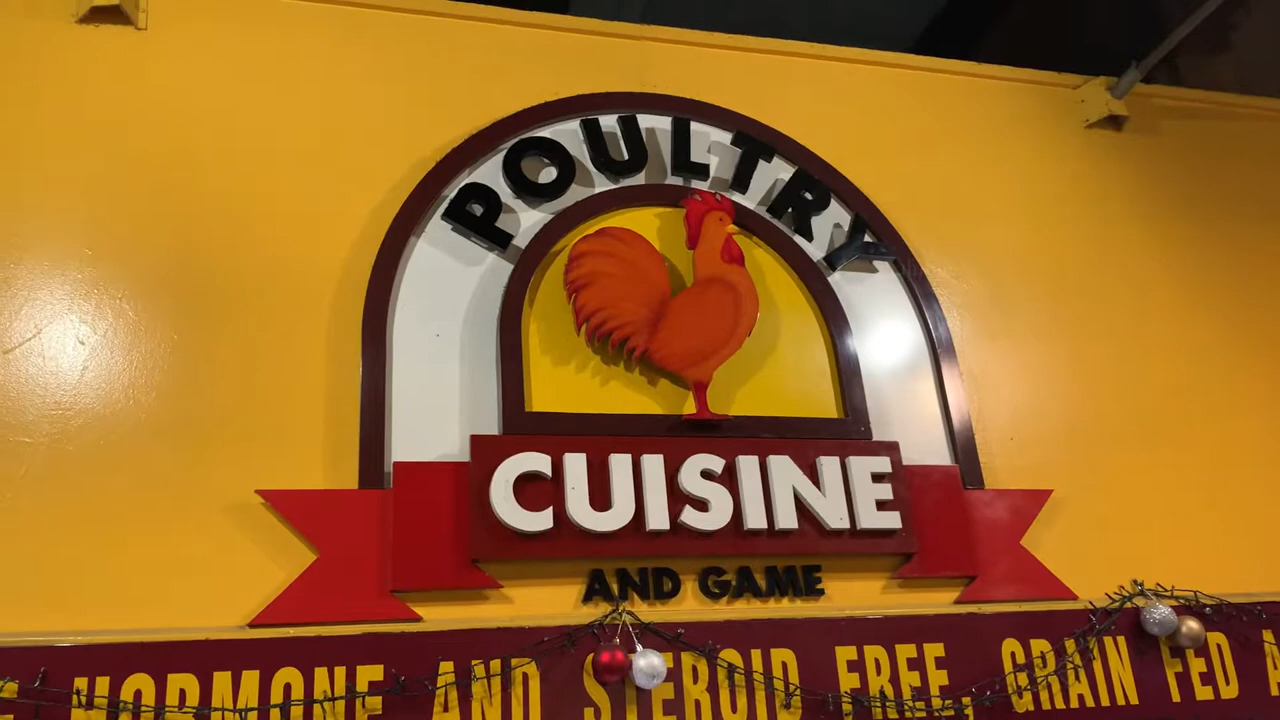 POULTRY
CUISINE
AND GAME
HORMONE AND STEROID FREE, GRAIN FED